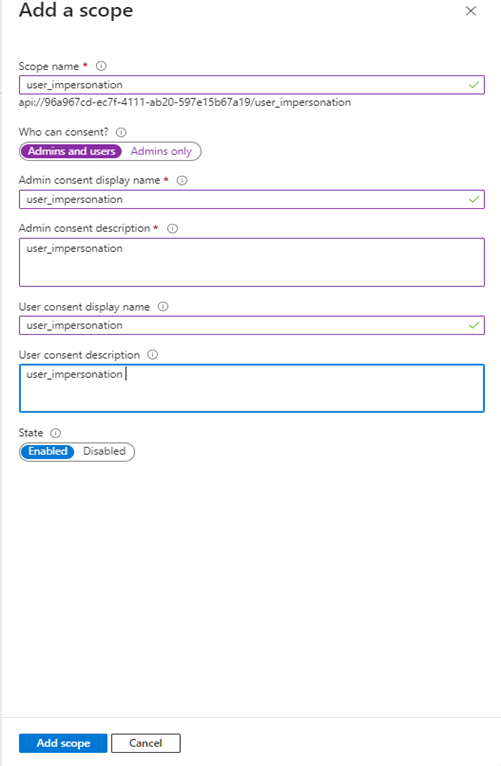 Add a scope
Scope name *
user_impersonation
api://96a967cd-ec7f-4111-ab20-597e15b67a19/user_impersonation
Who can consent?
Admins and users Admins only
Admin consent display name *
user_impersonation
Admin consent description *
user_impersonation
User consent display name
user_impersonation
User consent description
user_impersonation
State
Enabled Disabled
Add scope Cancel